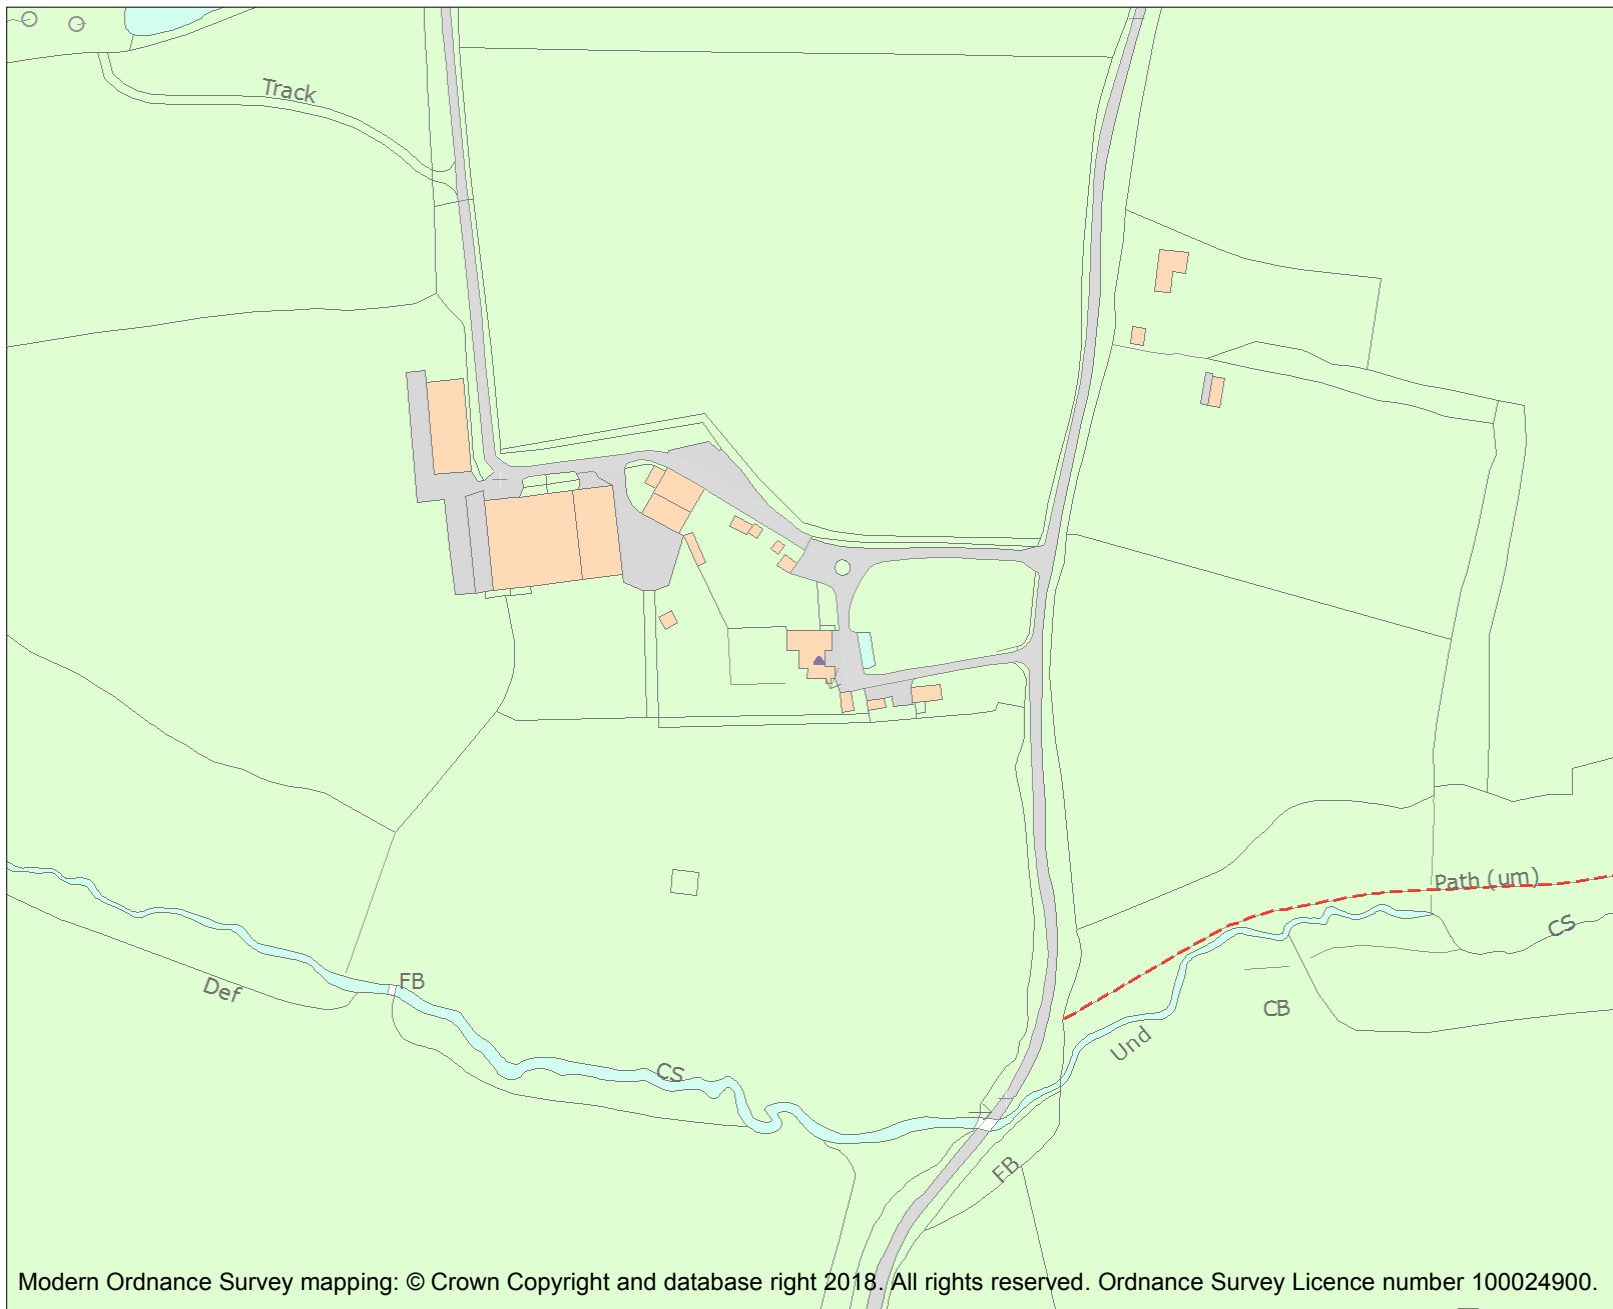 Track
Path (um)
CS
FB
Def
CB
Und
CS
FB
Modern Ordnance Survey mapping: © Crown Copyright and database right 2018. All rights reserved. Ordnance Survey Licence number 100024900.